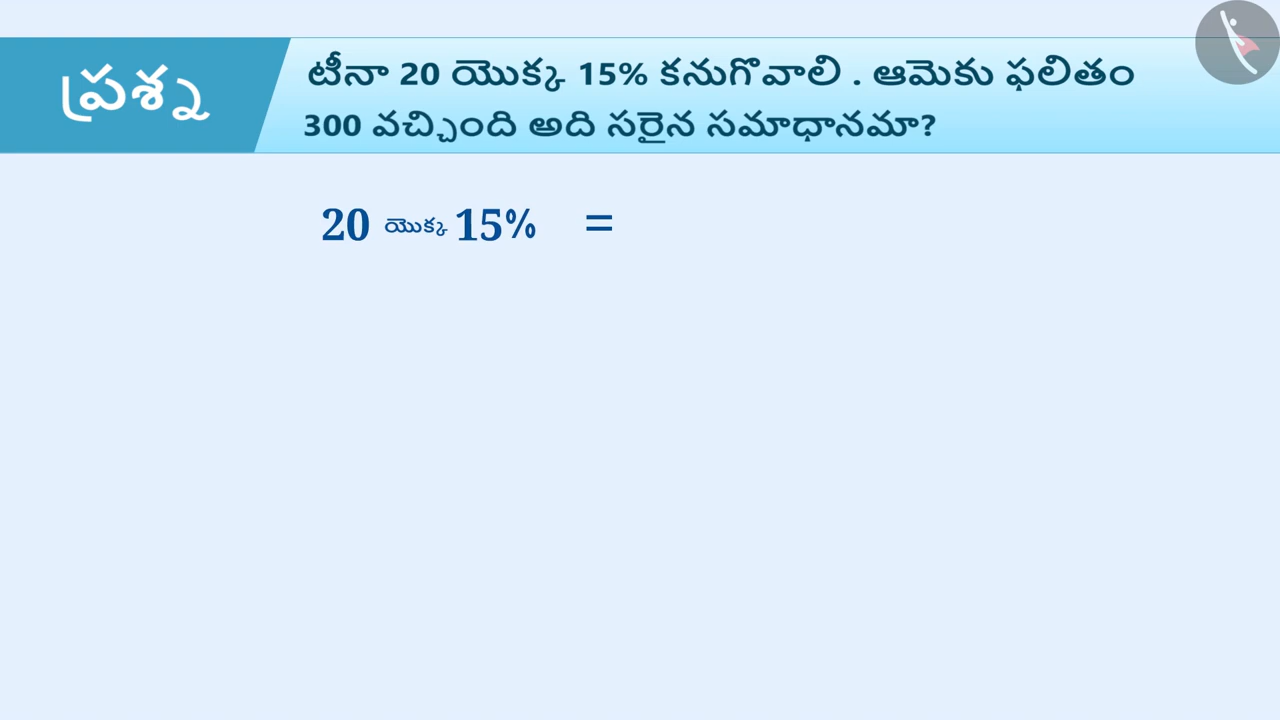 ప్రశ్న
టీనా 20 యొక్క 15% కనుగొవాలి . ఆమెకు ఫలితం
300 వచ్చింది అది సరైన సమాధానమా?
20 యొక్క 15% =